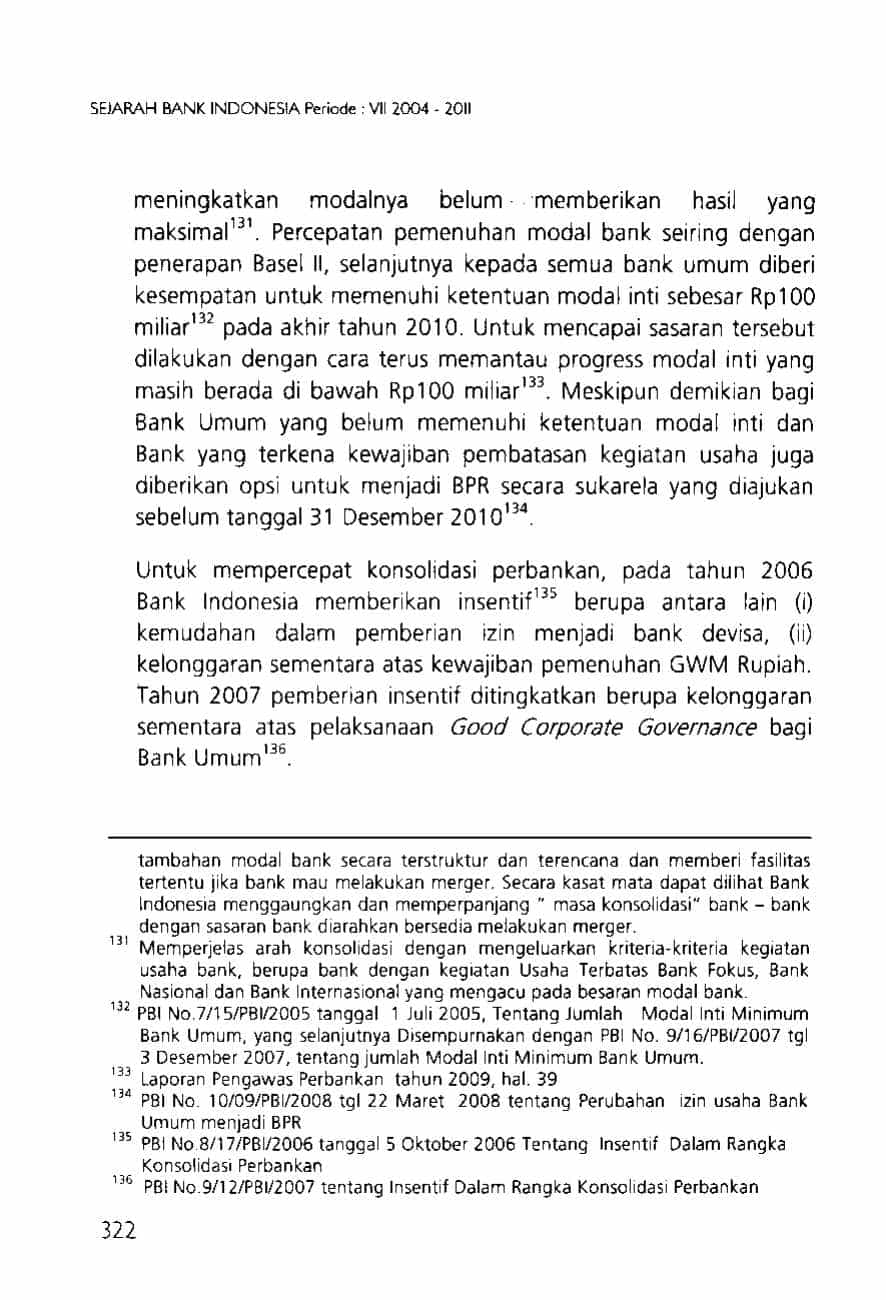 SEJARAH BANK INDONESIA Periode : VII 2004 - 2011
meningkatkan modalnya belum memberikan hasil yang
maksimal¹³¹. Percepatan pemenuhan modal bank seiring dengan
penerapan Basel II, selanjutnya kepada semua bank umum diberi
kesempatan untuk memenuhi ketentuan modal inti sebesar Rp100
miliar¹³² pada akhir tahun 2010. Untuk mencapai sasaran tersebut
dilakukan dengan cara terus memantau progress modal inti yang
masih berada di bawah Rp100 miliar¹³³. Meskipun demikian bagi
Bank Umum yang belum memenuhi ketentuan modal inti dan
Bank yang terkena kewajiban pembatasan kegiatan usaha juga
diberikan opsi untuk menjadi BPR secara sukarela yang diajukan
sebelum tanggal 31 Desember 2010¹³⁴.
Untuk mempercepat konsolidasi perbankan, pada tahun 2006
Bank Indonesia memberikan insentif¹³⁵ berupa antara lain (i)
kemudahan dalam pemberian izin menjadi bank devisa, (ii)
kelonggaran sementara atas kewajiban pemenuhan GWM Rupiah.
Tahun 2007 pemberian insentif ditingkatkan berupa kelonggaran
sementara atas pelaksanaan Good Corporate Governance bagi
Bank Umum¹³⁶.
tambahan modal bank secara terstruktur dan terencana dan memberi fasilitas
tertentu jika bank mau melakukan merger. Secara kasat mata dapat dilihat Bank
Indonesia menggaungkan dan memperpanjang " masa konsolidasi" bank – bank
dengan sasaran bank diarahkan bersedia melakukan merger.
¹³¹ Memperjelas arah konsolidasi dengan mengeluarkan kriteria-kriteria kegiatan
usaha bank, berupa bank dengan kegiatan Usaha Terbatas Bank Fokus, Bank
Nasional dan Bank Internasional yang mengacu pada besaran modal bank.
¹³² PBI No.7/15/PBI/2005 tanggal 1 Juli 2005, Tentang Jumlah Modal Inti Minimum
Bank Umum, yang selanjutnya Disempurnakan dengan PBI No. 9/16/PBI/2007 tgl
3 Desember 2007, tentang jumlah Modal Inti Minimum Bank Umum.
¹³³ Laporan Pengawas Perbankan tahun 2009, hal. 39
¹³⁴ PBI No. 10/09/PBI/2008 tgl 22 Maret 2008 tentang Perubahan izin usaha Bank
Umum menjadi BPR
¹³⁵ PBI No.8/17/PBI/2006 tanggal 5 Oktober 2006 Tentang Insentif Dalam Rangka
Konsolidasi Perbankan
¹³⁶ PBI No.9/12/PBI/2007 tentang Insentif Dalam Rangka Konsolidasi Perbankan
322